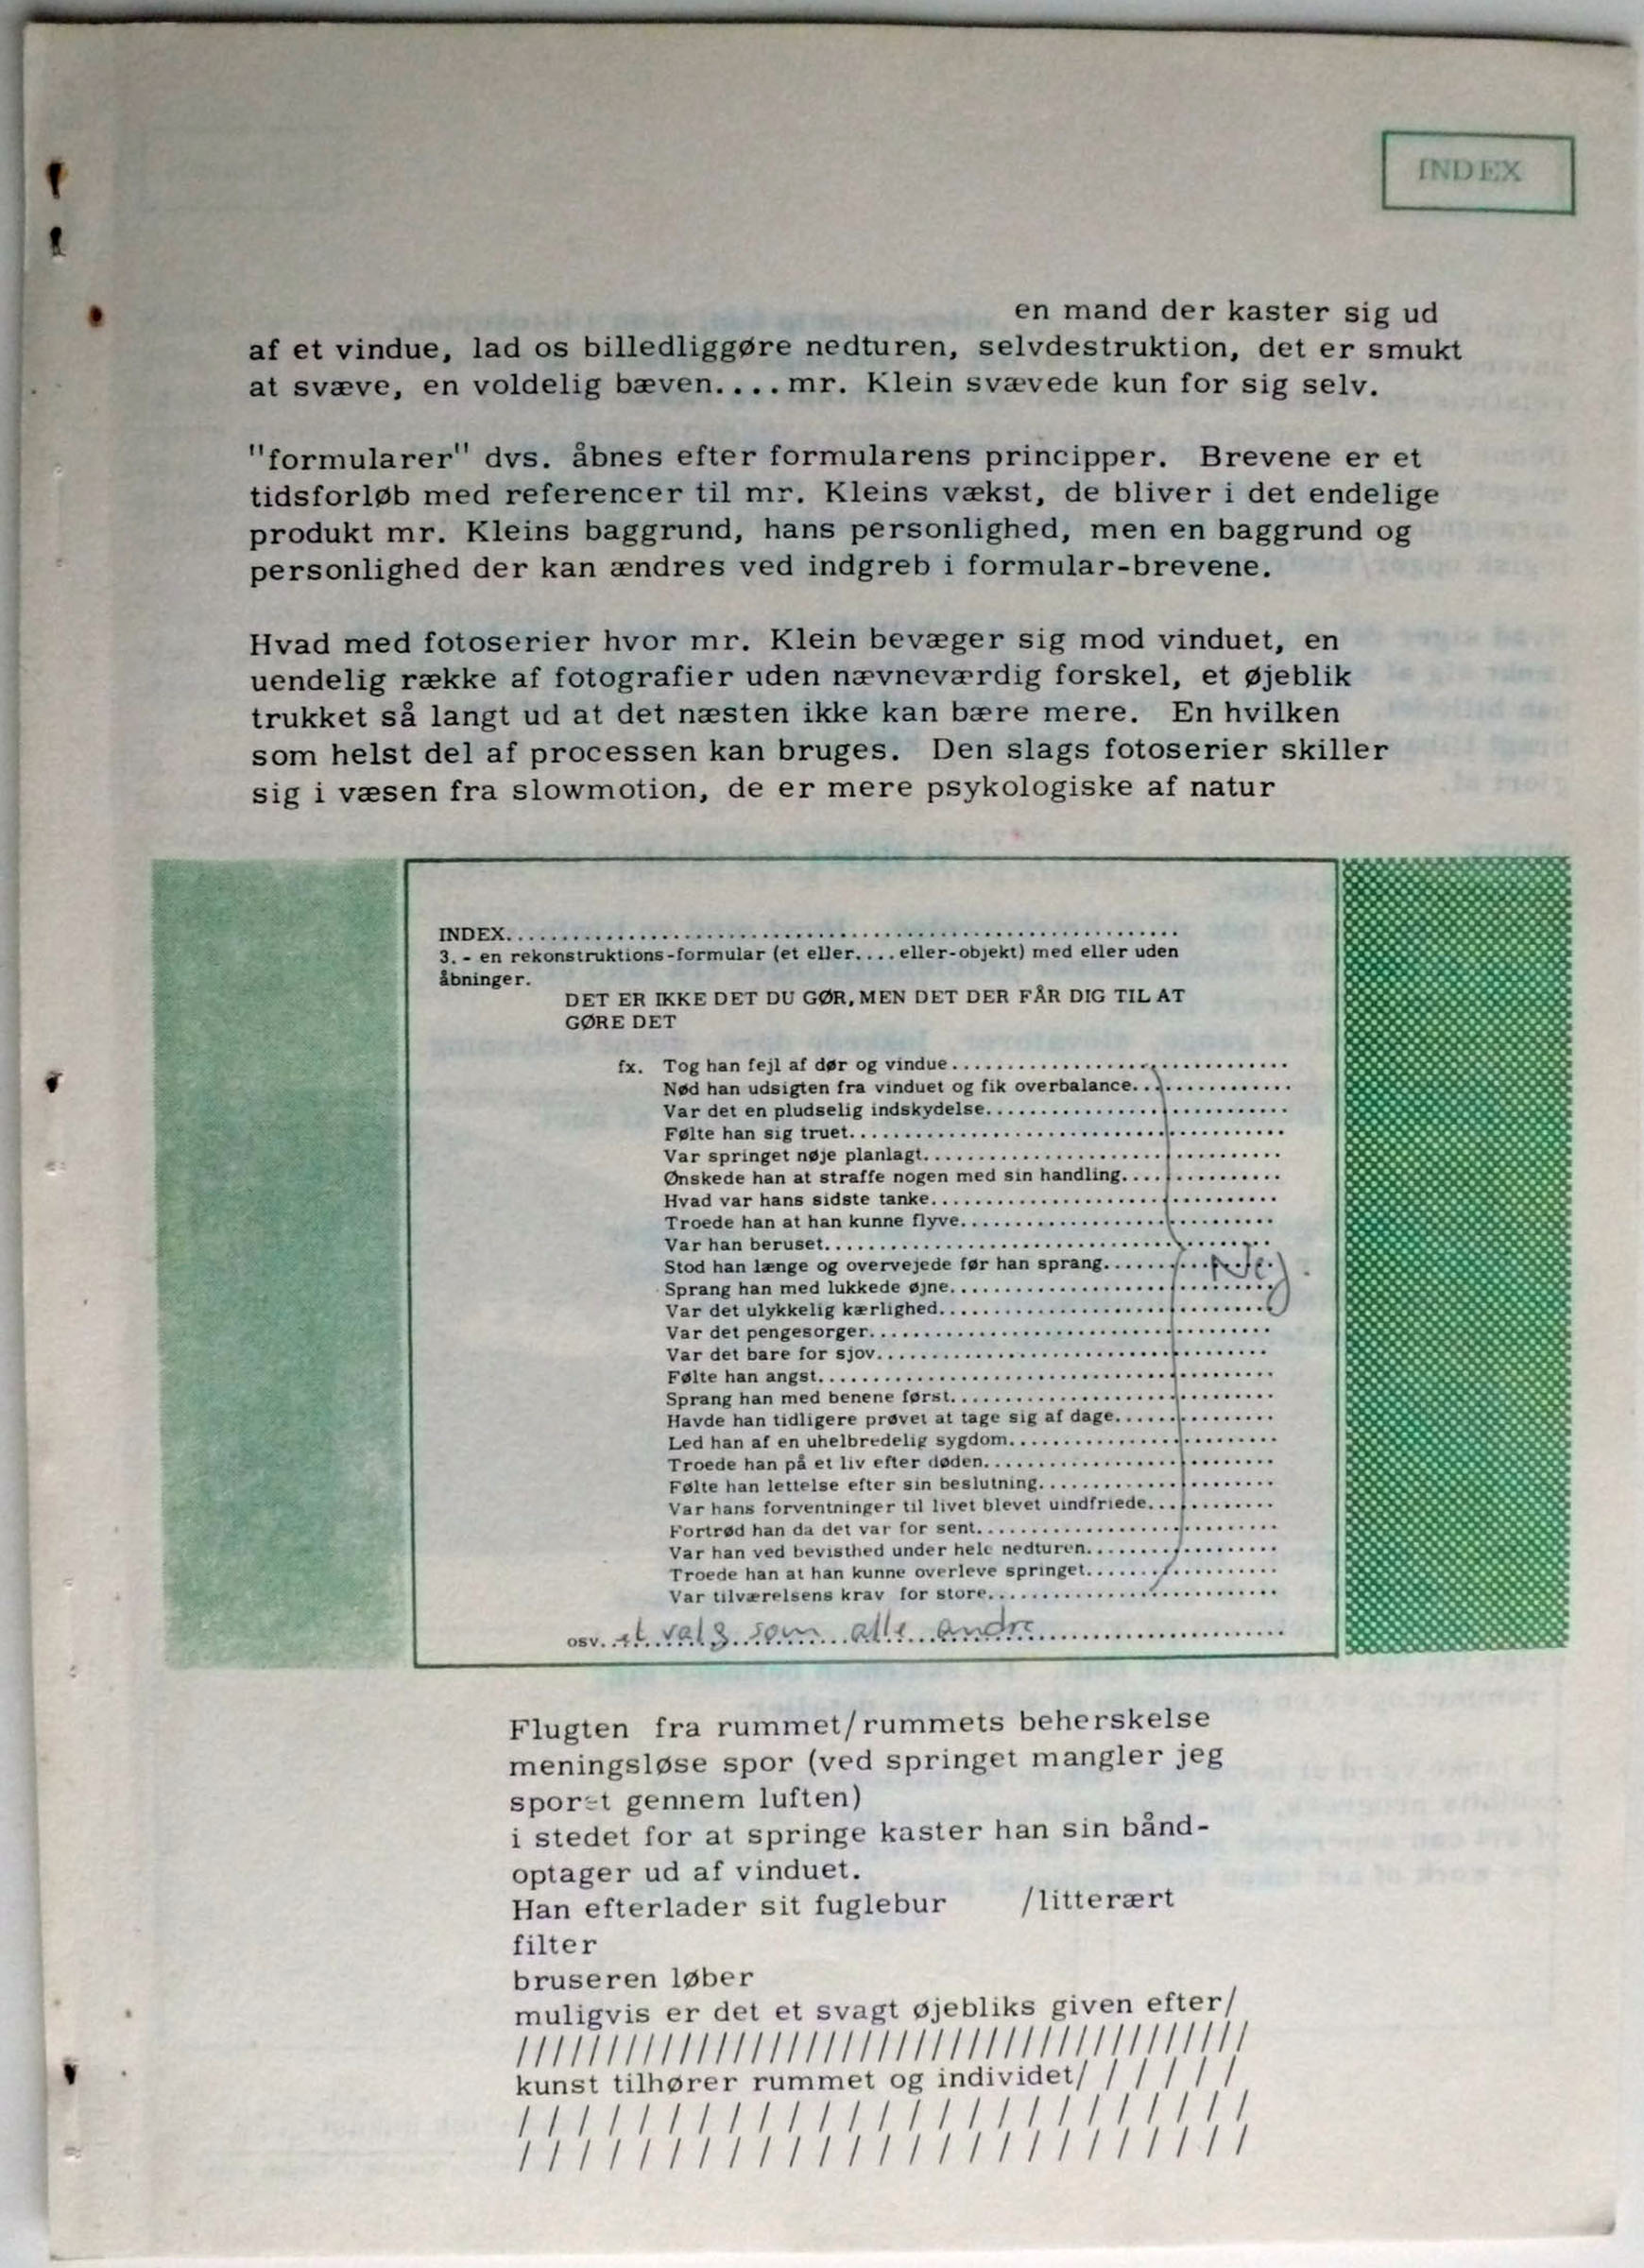 INDEX
en mand der kaster sig ud
af et vindue, lad os billedliggøre nedturen, selvdestruktion, det er smukt
at svæve, en voldelig bæven.... mr. Klein svævede kun for sig selv.
"formularer" dvs. åbnes efter formularens principper. Brevene er et
tidsforløb med referencer til mr. Kleins vækst, de bliver i det endelige
produkt mr. Kleins baggrund, hans personlighed, men en baggrund og
personlighed der kan ændres ved indgreb i formular-brevene.
Hvad med fotoserier hvor mr. Klein bevæger sig mod vinduet, en
uendelig række af fotografier uden nævneværdig forskel, et øjeblik
trukket så langt ud at det næsten ikke kan bære mere. En hvilken
som helst del af processen kan bruges. Den slags fotoserier skiller
sig i væsen fra slowmotion, de er mere psykologiske af natur
INDEX..............................................................
3. - en rekonstruktions-formular (et eller.... eller-objekt) med eller uden
åbninger.
DET ER IKKE DET DU GØR, MEN DET DER FÅR DIG TIL AT
GØRE DET
fx. Tog han fejl af dør og vindue..................................
Nød han udsigten fra vinduet og fik overbalance................
Var det en pludselig indskydelse..............................
Følte han sig truet............................................
Var springet nøje planlagt....................................
Ønskede han at straffe nogen med sin handling...............
Hvad var hans sidste tanke...................................
Troede han at han kunne flyve................................
Var han beruset..............................................
Stod han længe og overvejede før han sprang................ Nej.
Sprang han med lukkede øjne.................................
Var det ulykkelig kærlighed..................................
Var det pengesorger..........................................
Var det bare for sjov.........................................
Følte han angst...............................................
Sprang han med benene først.................................
Havde han tidligere prøvet at tage sig af dage................
Led han af en uhelbredelig sygdom...........................
Troede han på et liv efter døden..............................
Følte han lettelse efter sin beslutning........................
Var hans forventninger til livet blevet uindfriede.............
Fortrød han da det var for sent...............................
Var han ved bevisthed under hele nedturen...................
Troede han at han kunne overleve springet...................
Var tilværelsens krav for store...............................
osv. et valg som alle andre..............................
Flugten fra rummet/rummets beherskelse
meningsløse spor (ved springet mangler jeg
sporet gennem luften)
i stedet for at springe kaster han sin bånd-
optager ud af vinduet.
Han efterlader sit fuglebur /litterært
filter
bruseren løber
muligvis er det et svagt øjebliks given efter/
/////////////////////////////////////////
kunst tilhører rummet og individet/ / / / / /
/ / / / / / / / / / / / / / / / / / / / / / / / /
/ / / / / / / / / / / / / / / / / / / / / / / / /